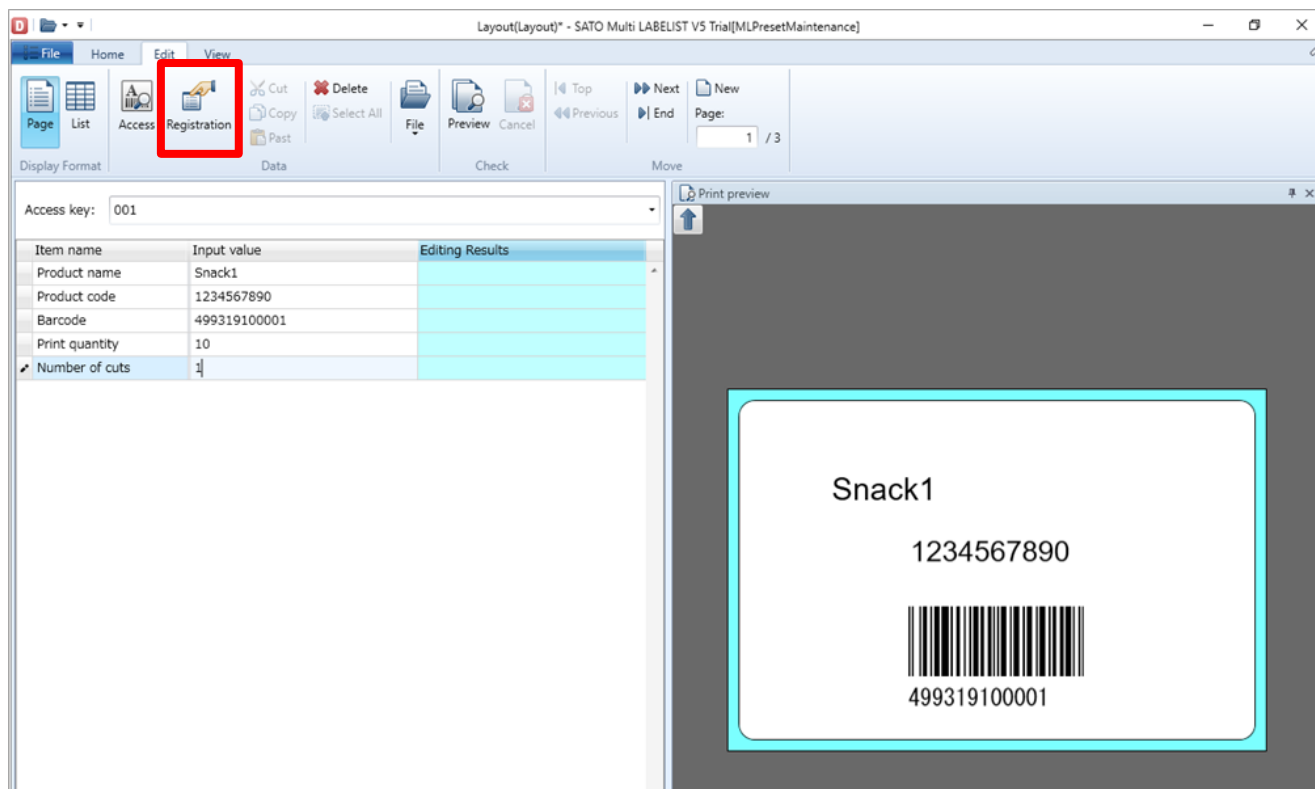 Layout(Layout)* - SATO Multi LABELIST V5 Trial[MLPresetMaintenance]
File Home Edit View
Page List Access Registration Cut Copy Past Delete Select All File Preview Cancel Top Previous Next End New Page: 1 / 3
Display Format Data Check Move
Access key: 001
Print preview
Item name Input value Editing Results
Product name Snack1
Product code 1234567890
Barcode 499319100001
Print quantity 10
Number of cuts 1
Snack1
1234567890
499319100001